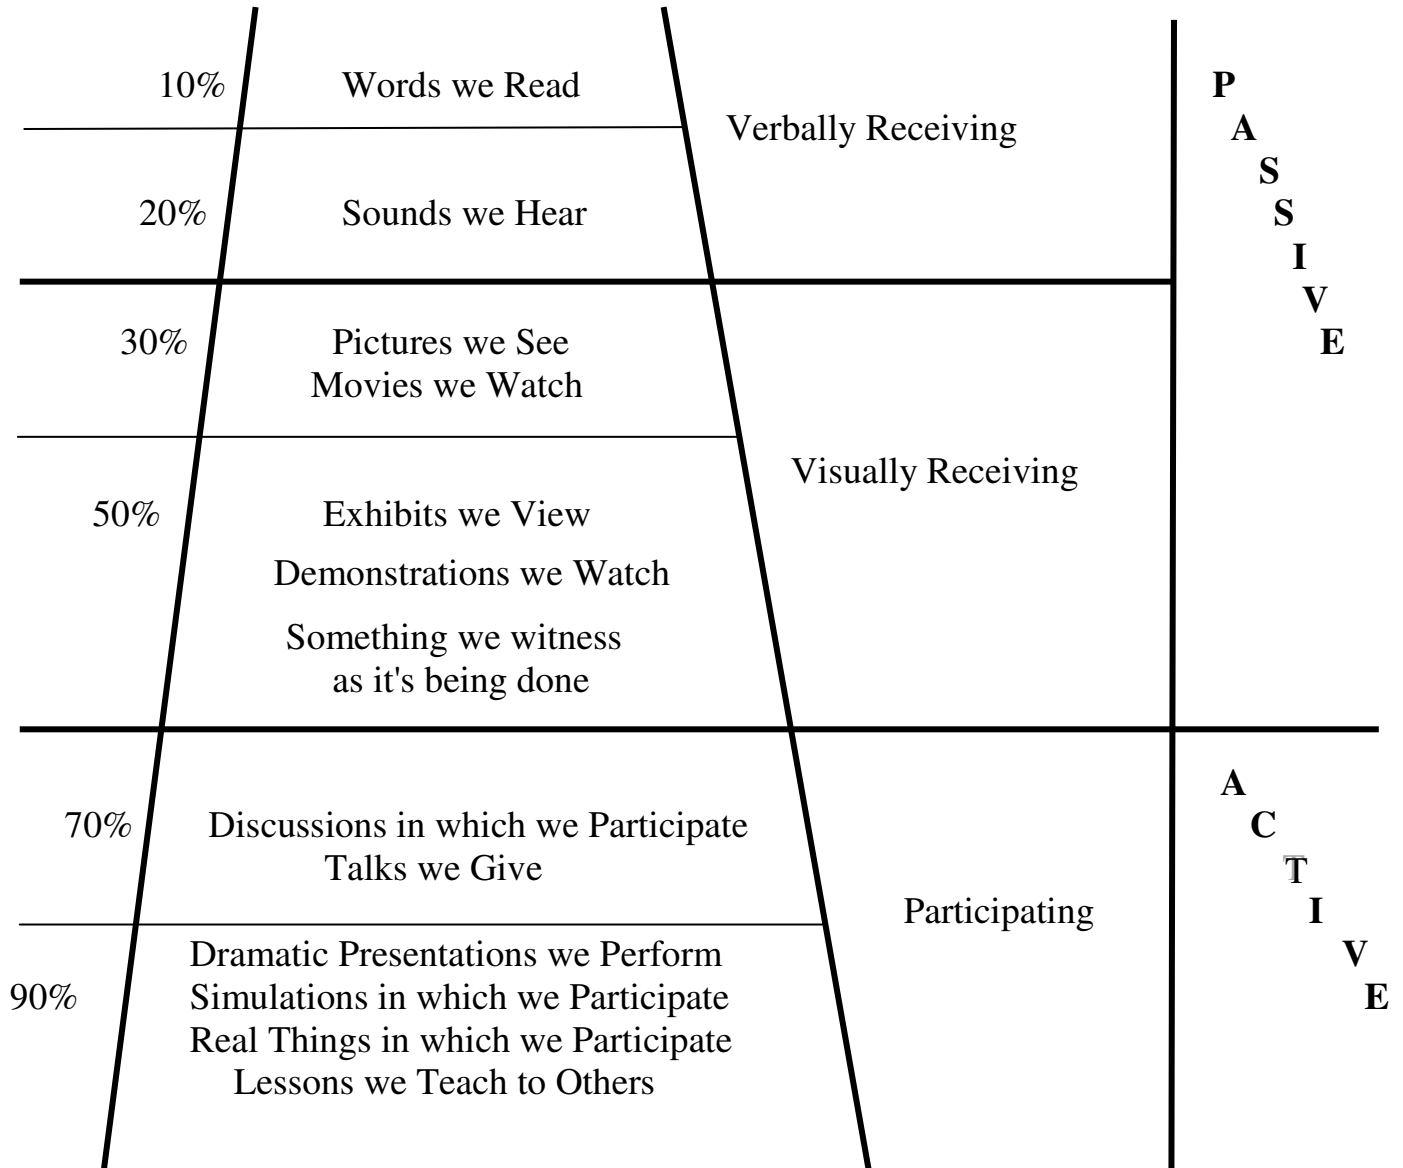 10% Words we Read
Verbally Receiving
20% Sounds we Hear
30% Pictures we See
Movies we Watch
Visually Receiving
50% Exhibits we View
Demonstrations we Watch
Something we witness
as it's being done
70% Discussions in which we Participate
Talks we Give
Participating
Dramatic Presentations we Perform
90% Simulations in which we Participate
Real Things in which we Participate
Lessons we Teach to Others
PASSIVE
ACTIVE